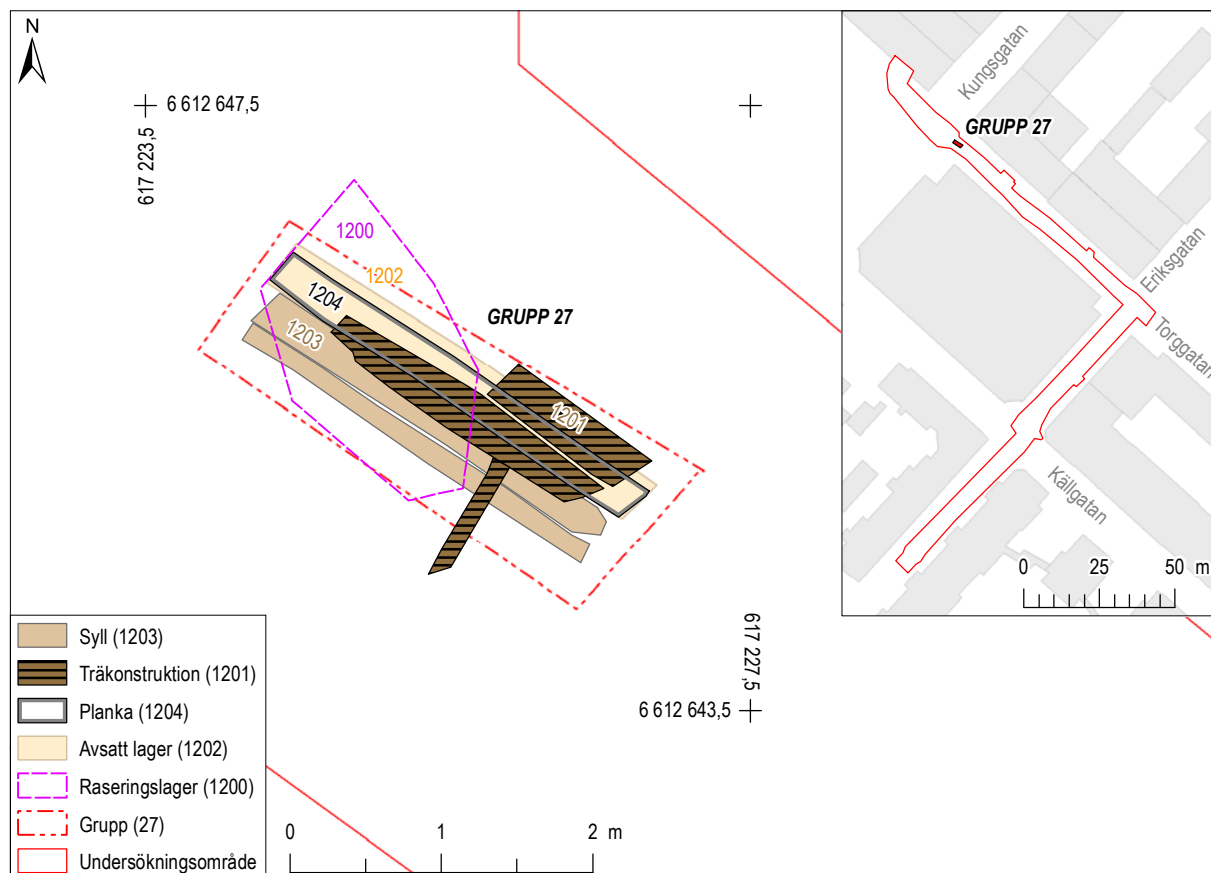 N
6 612 647,5
617 223,5
1200
1202
1204
GRUPP 27
1203
1201
617 227,5
6 612 643,5
Syll (1203)
Träkonstruktion (1201)
Planka (1204)
Avsatt lager (1202)
Raseringslager (1200)
Grupp (27)
Undersökningsområde
0 1 2 m
Kungsgatan
GRUPP 27
Eriksgatan
Torggatan
Källgatan
0 25 50 m